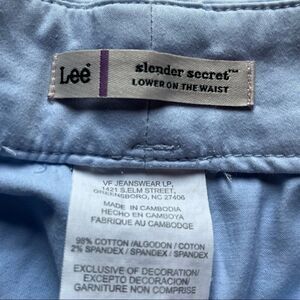 Lee
slender secret™
LOWER ON THE WAIST
VF JEANSWEAR LP,
1421 S.ELM STREET,
GREENSBORO, NC 27406
MADE IN CAMBODIA
HECHO EN CAMBOYA
FABRIQUE AU CAMBODGE
98% COTTON / ALGODON / COTON
2% SPANDEX / SPANDEX / SPANDEX
EXCLUSIVE OF DECORATION/
EXCEPTO DECORACION/
GARNITURE NON COMPRISE